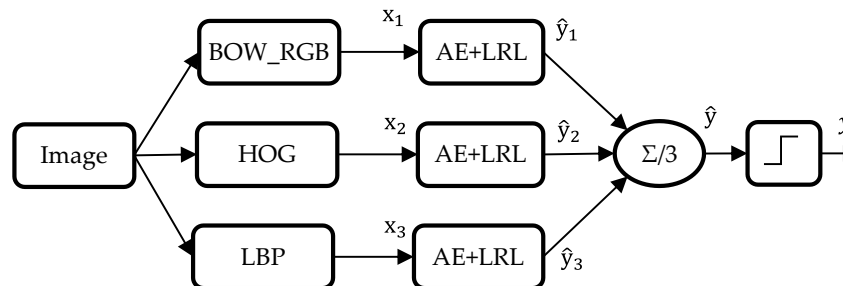 x₁ ŷ₁
BOW_RGB AE+LRL
x₂ ŷ₂ ŷ
Image HOG AE+LRL Σ/3
x₃
LBP AE+LRL ŷ₃